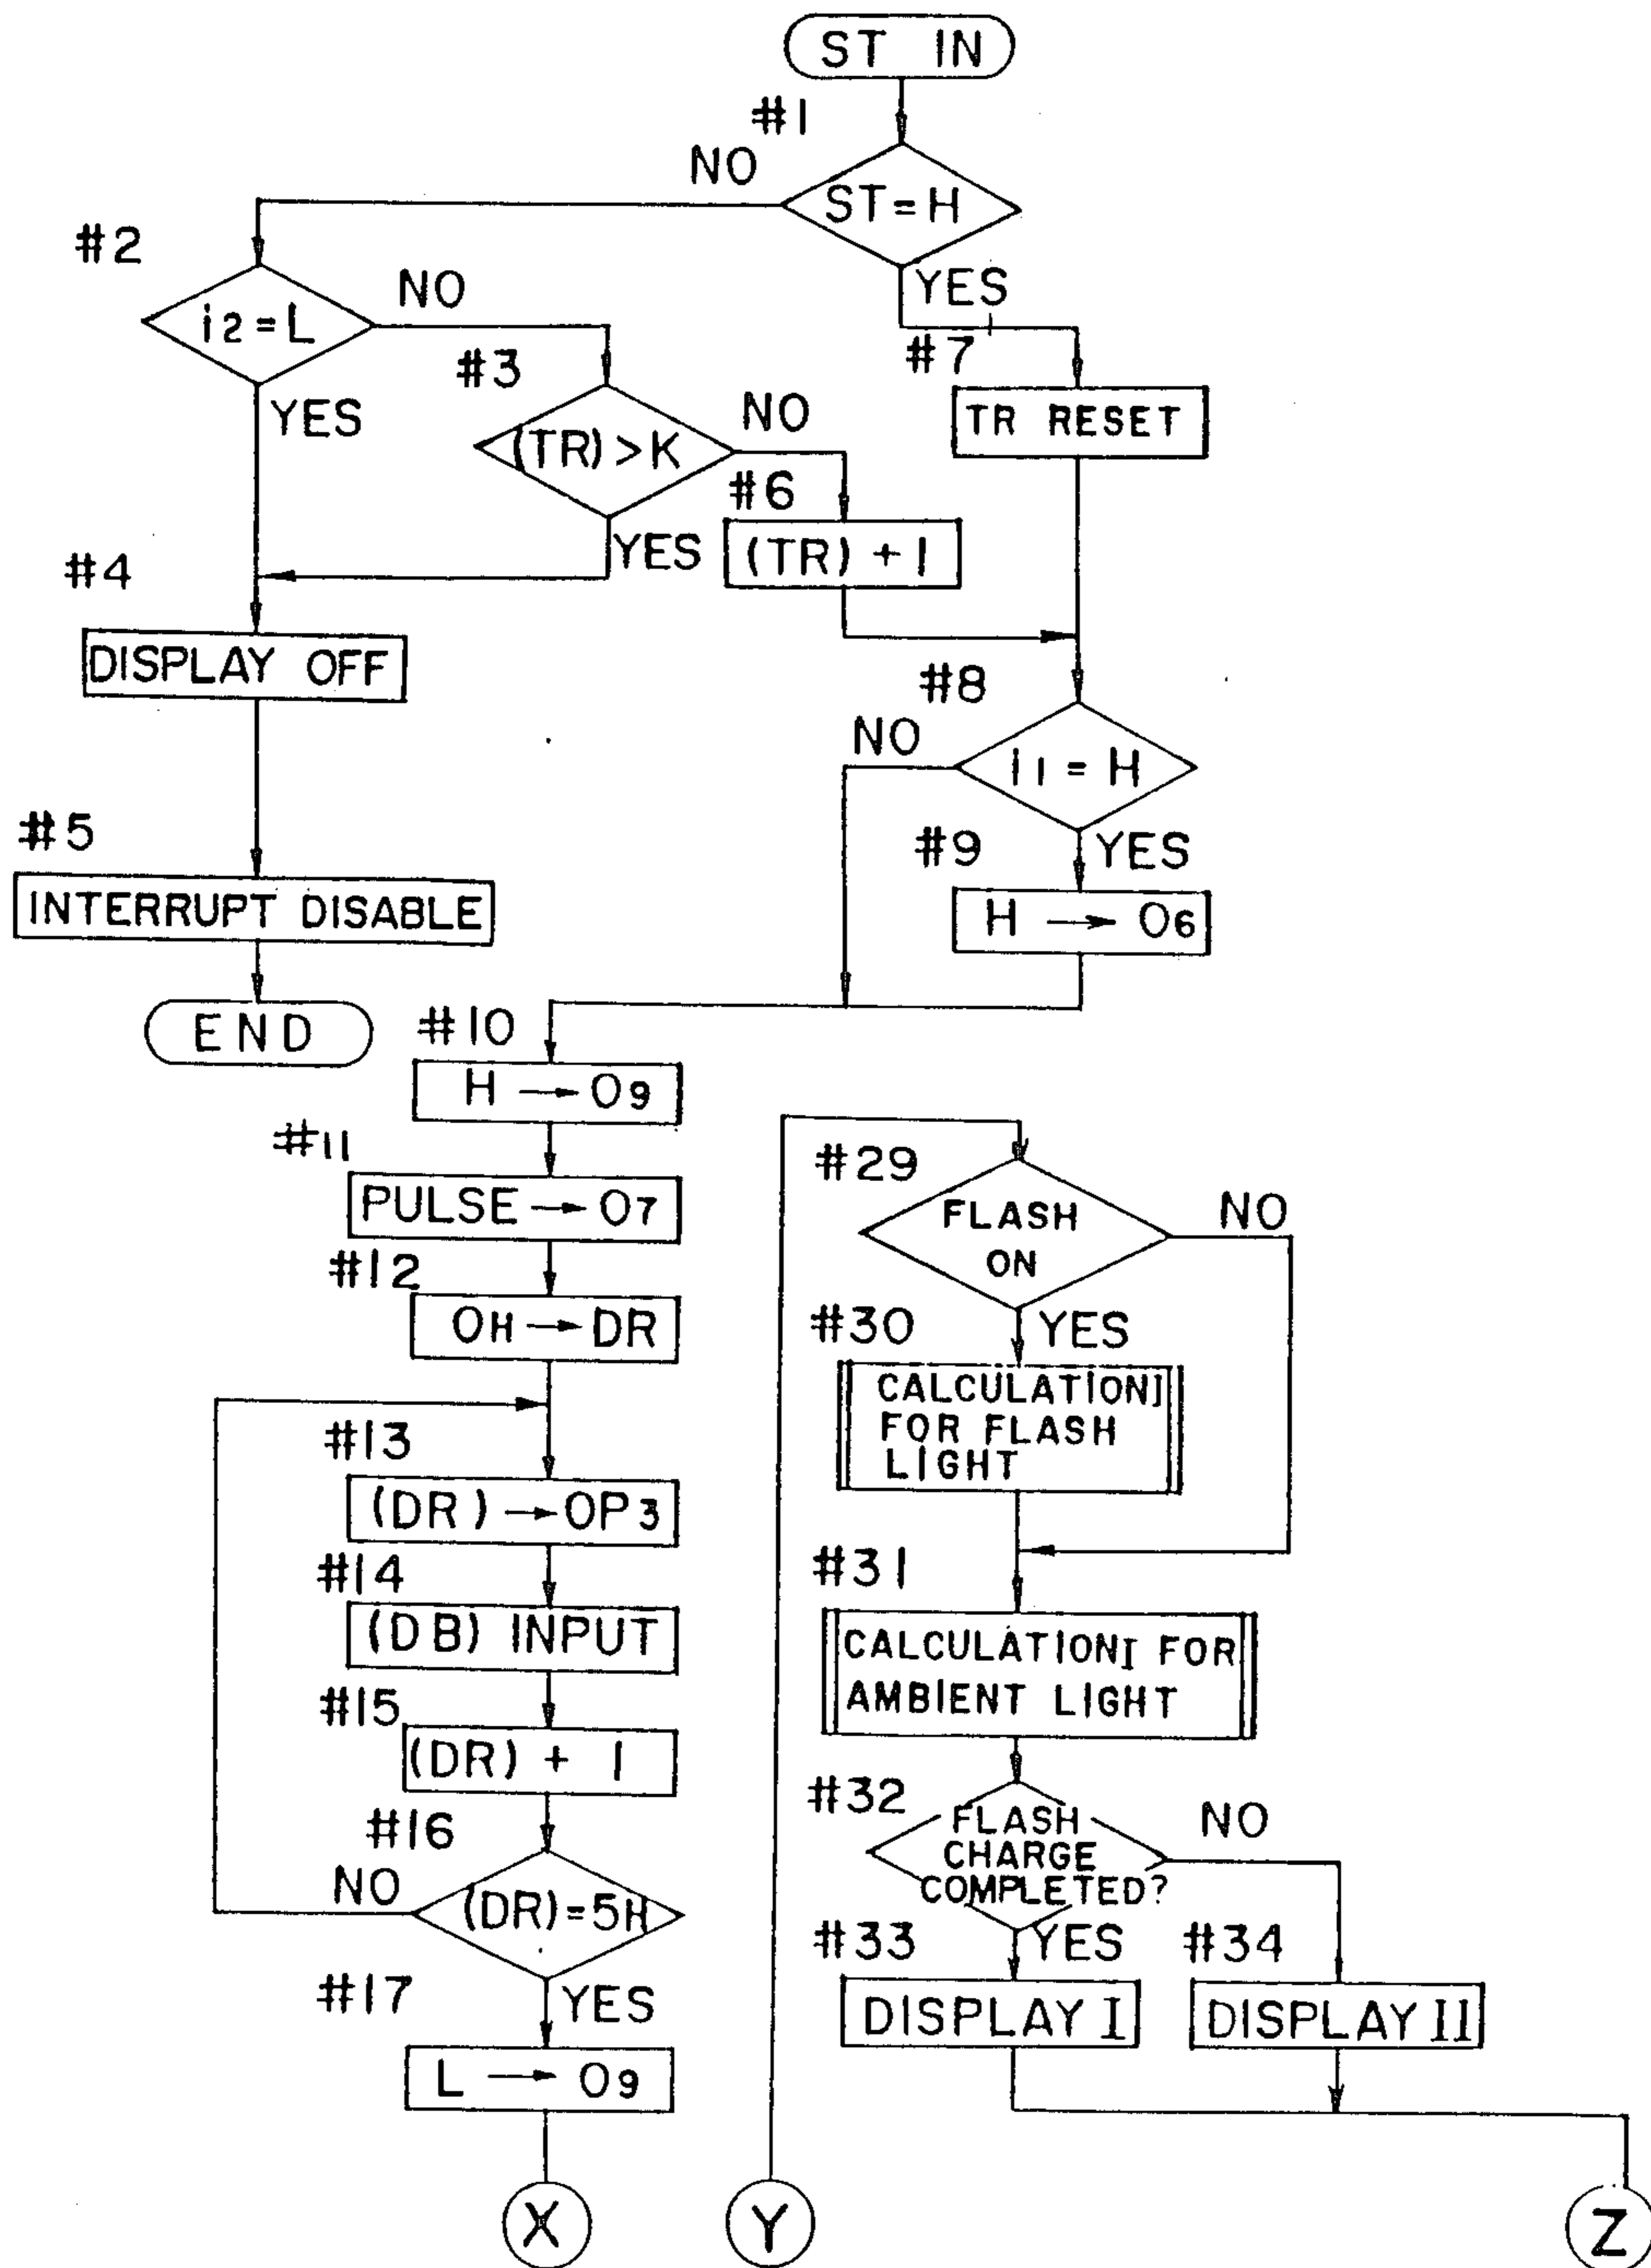 ST IN
#1
NO
ST=H
#2
YES
i2=L
NO
#7
#3
TR RESET
YES
NO
(TR)>K
#6
YES
(TR)+1
#4
DISPLAY OFF
#8
NO
i1=H
#5
#9
YES
INTERRUPT DISABLE
H → O6
END
#10
H → O9
#11
PULSE → O7
#12
OH → DR
#13
(DR) → OP3
#14
(DB) INPUT
#15
(DR) + 1
#16
NO
(DR)=5H
#17
YES
L → O9
X
#29
FLASH
ON
NO
#30
YES
CALCULATIONI
FOR FLASH
LIGHT
#31
CALCULATIONI FOR
AMBIENT LIGHT
#32
FLASH
CHARGE
COMPLETED?
NO
#33
YES
#34
DISPLAY I
DISPLAY II
Y
Z